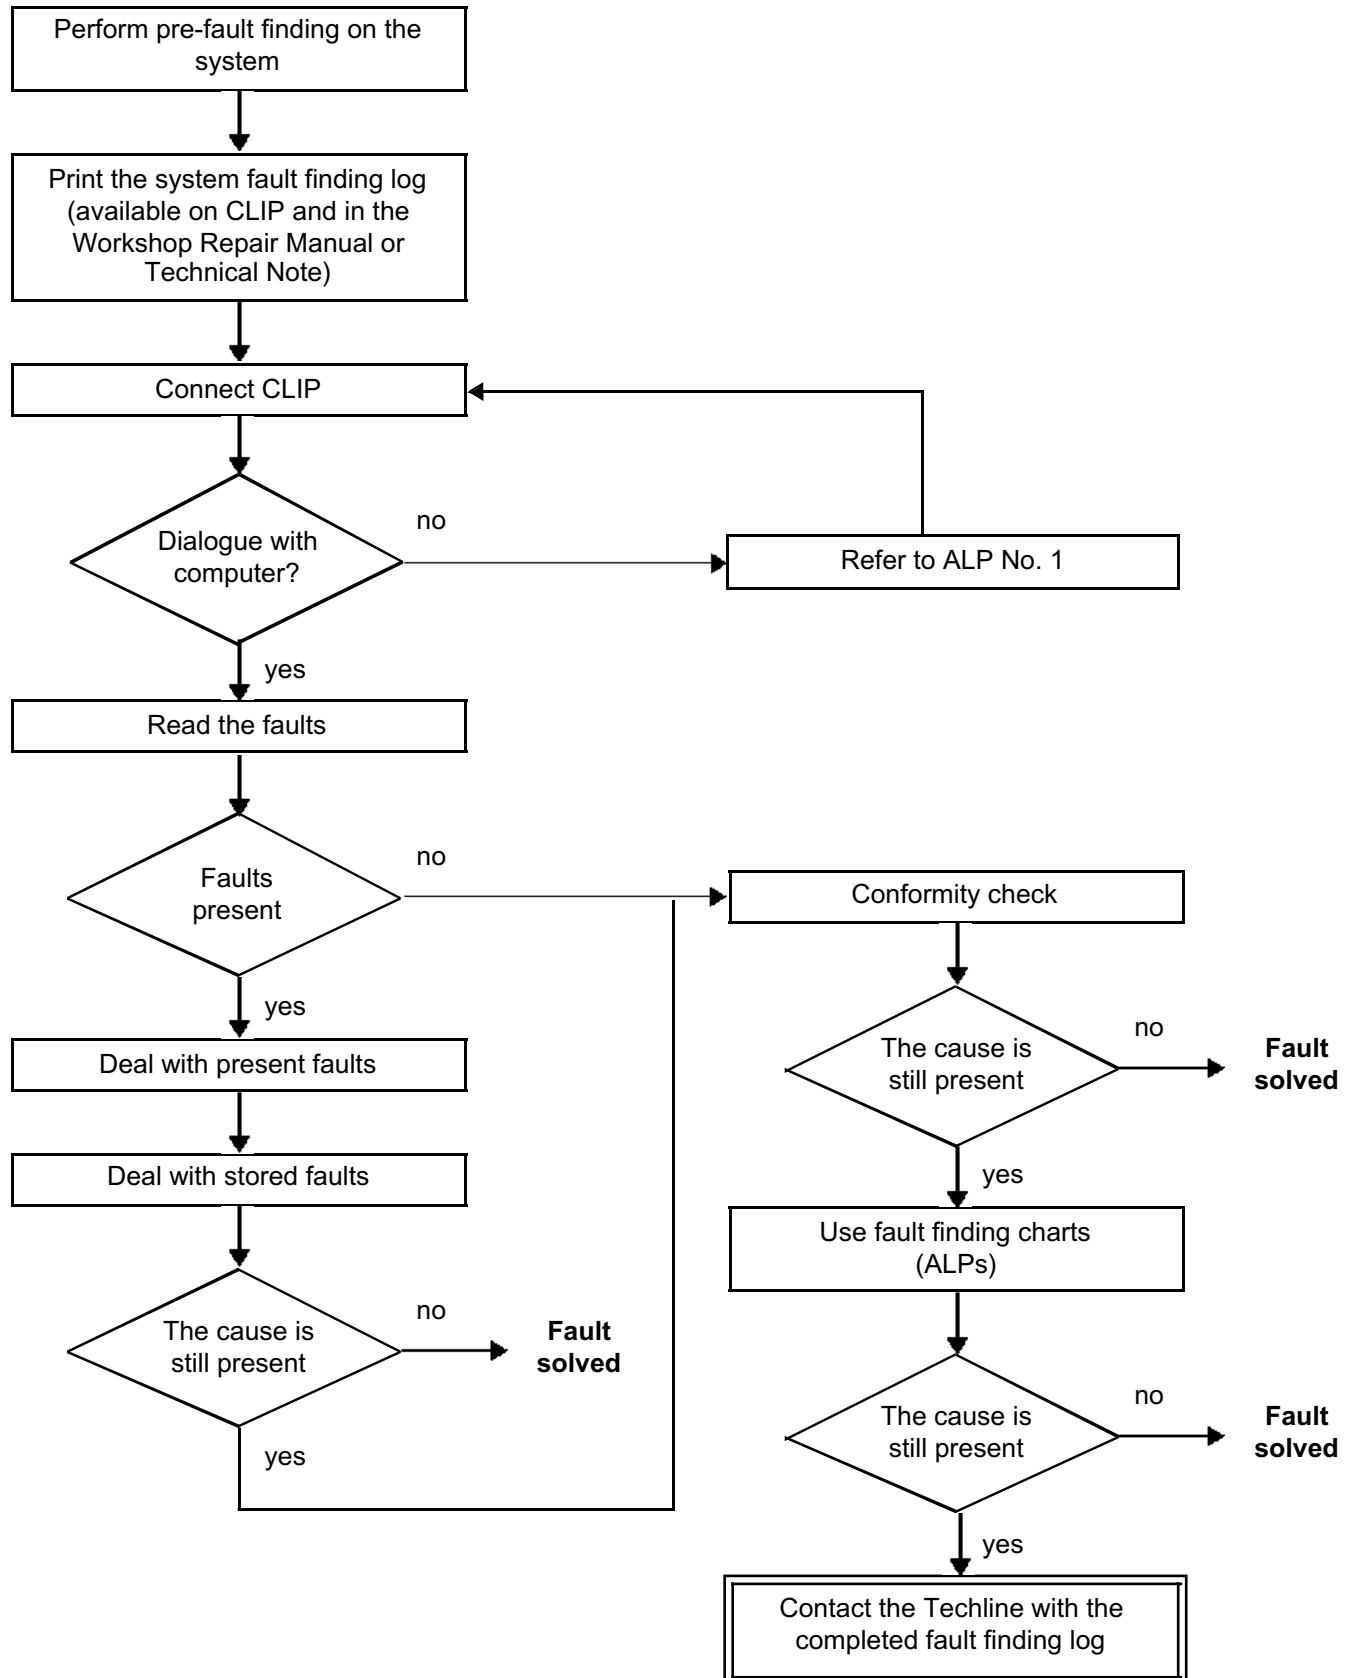 Perform pre-fault finding on the
system
Print the system fault finding log
(available on CLIP and in the
Workshop Repair Manual or
Technical Note)
Connect CLIP
Dialogue with
computer?
no
Refer to ALP No. 1
yes
Read the faults
Faults
present
no
Conformity check
yes
Deal with present faults
Deal with stored faults
The cause is
still present
no
Fault
solved
yes
The cause is
still present
no
Fault
solved
yes
Use fault finding charts
(ALPs)
The cause is
still present
no
Fault
solved
yes
Contact the Techline with the
completed fault finding log